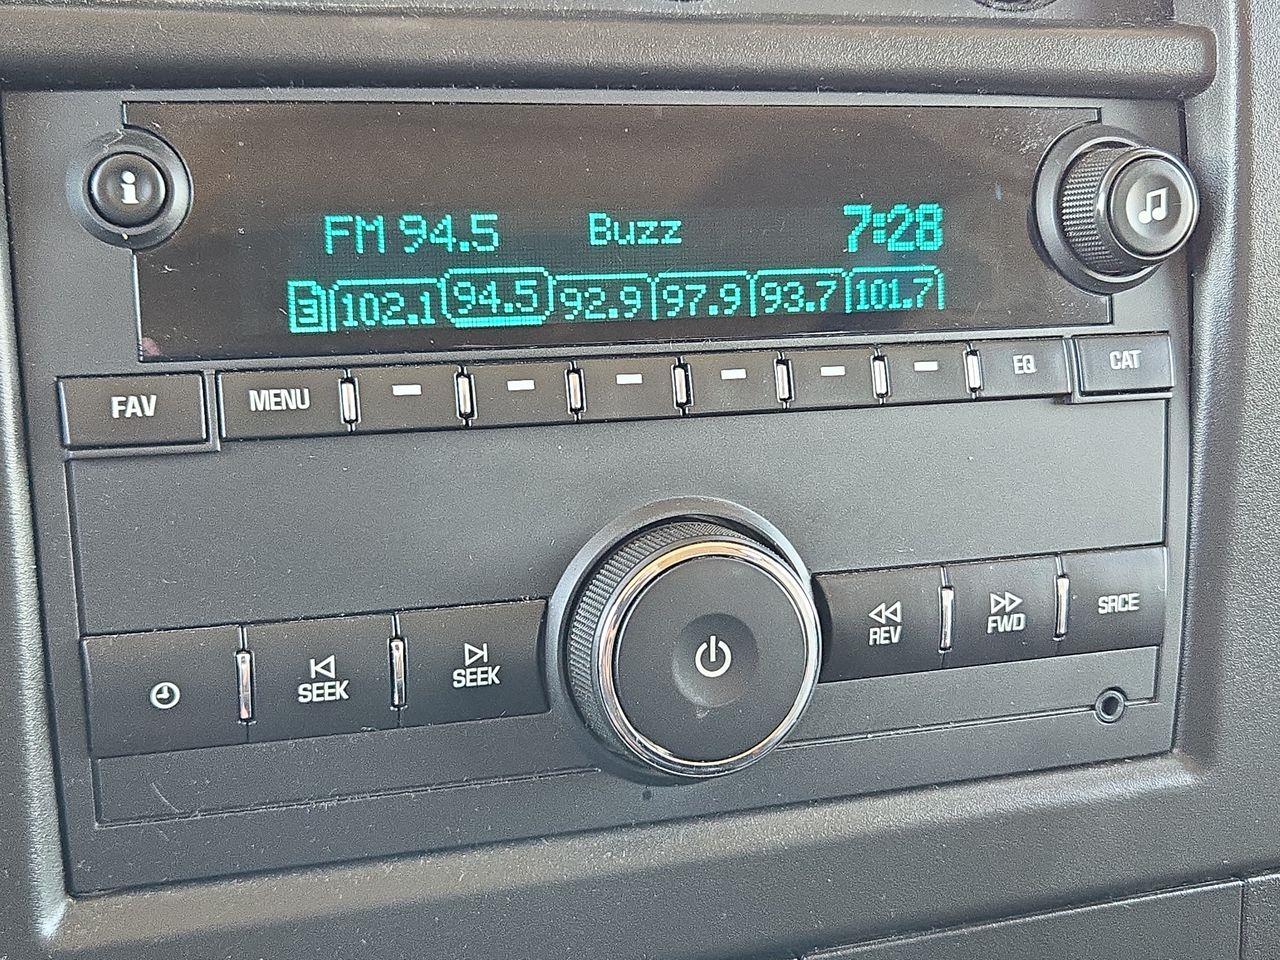 FM 94.5 Buzz 7:28
3 102.1 94.5 92.9 97.9 93.7 101.7
FAV MENU EQ CAT
SEEK SEEK REV FWD SRCE